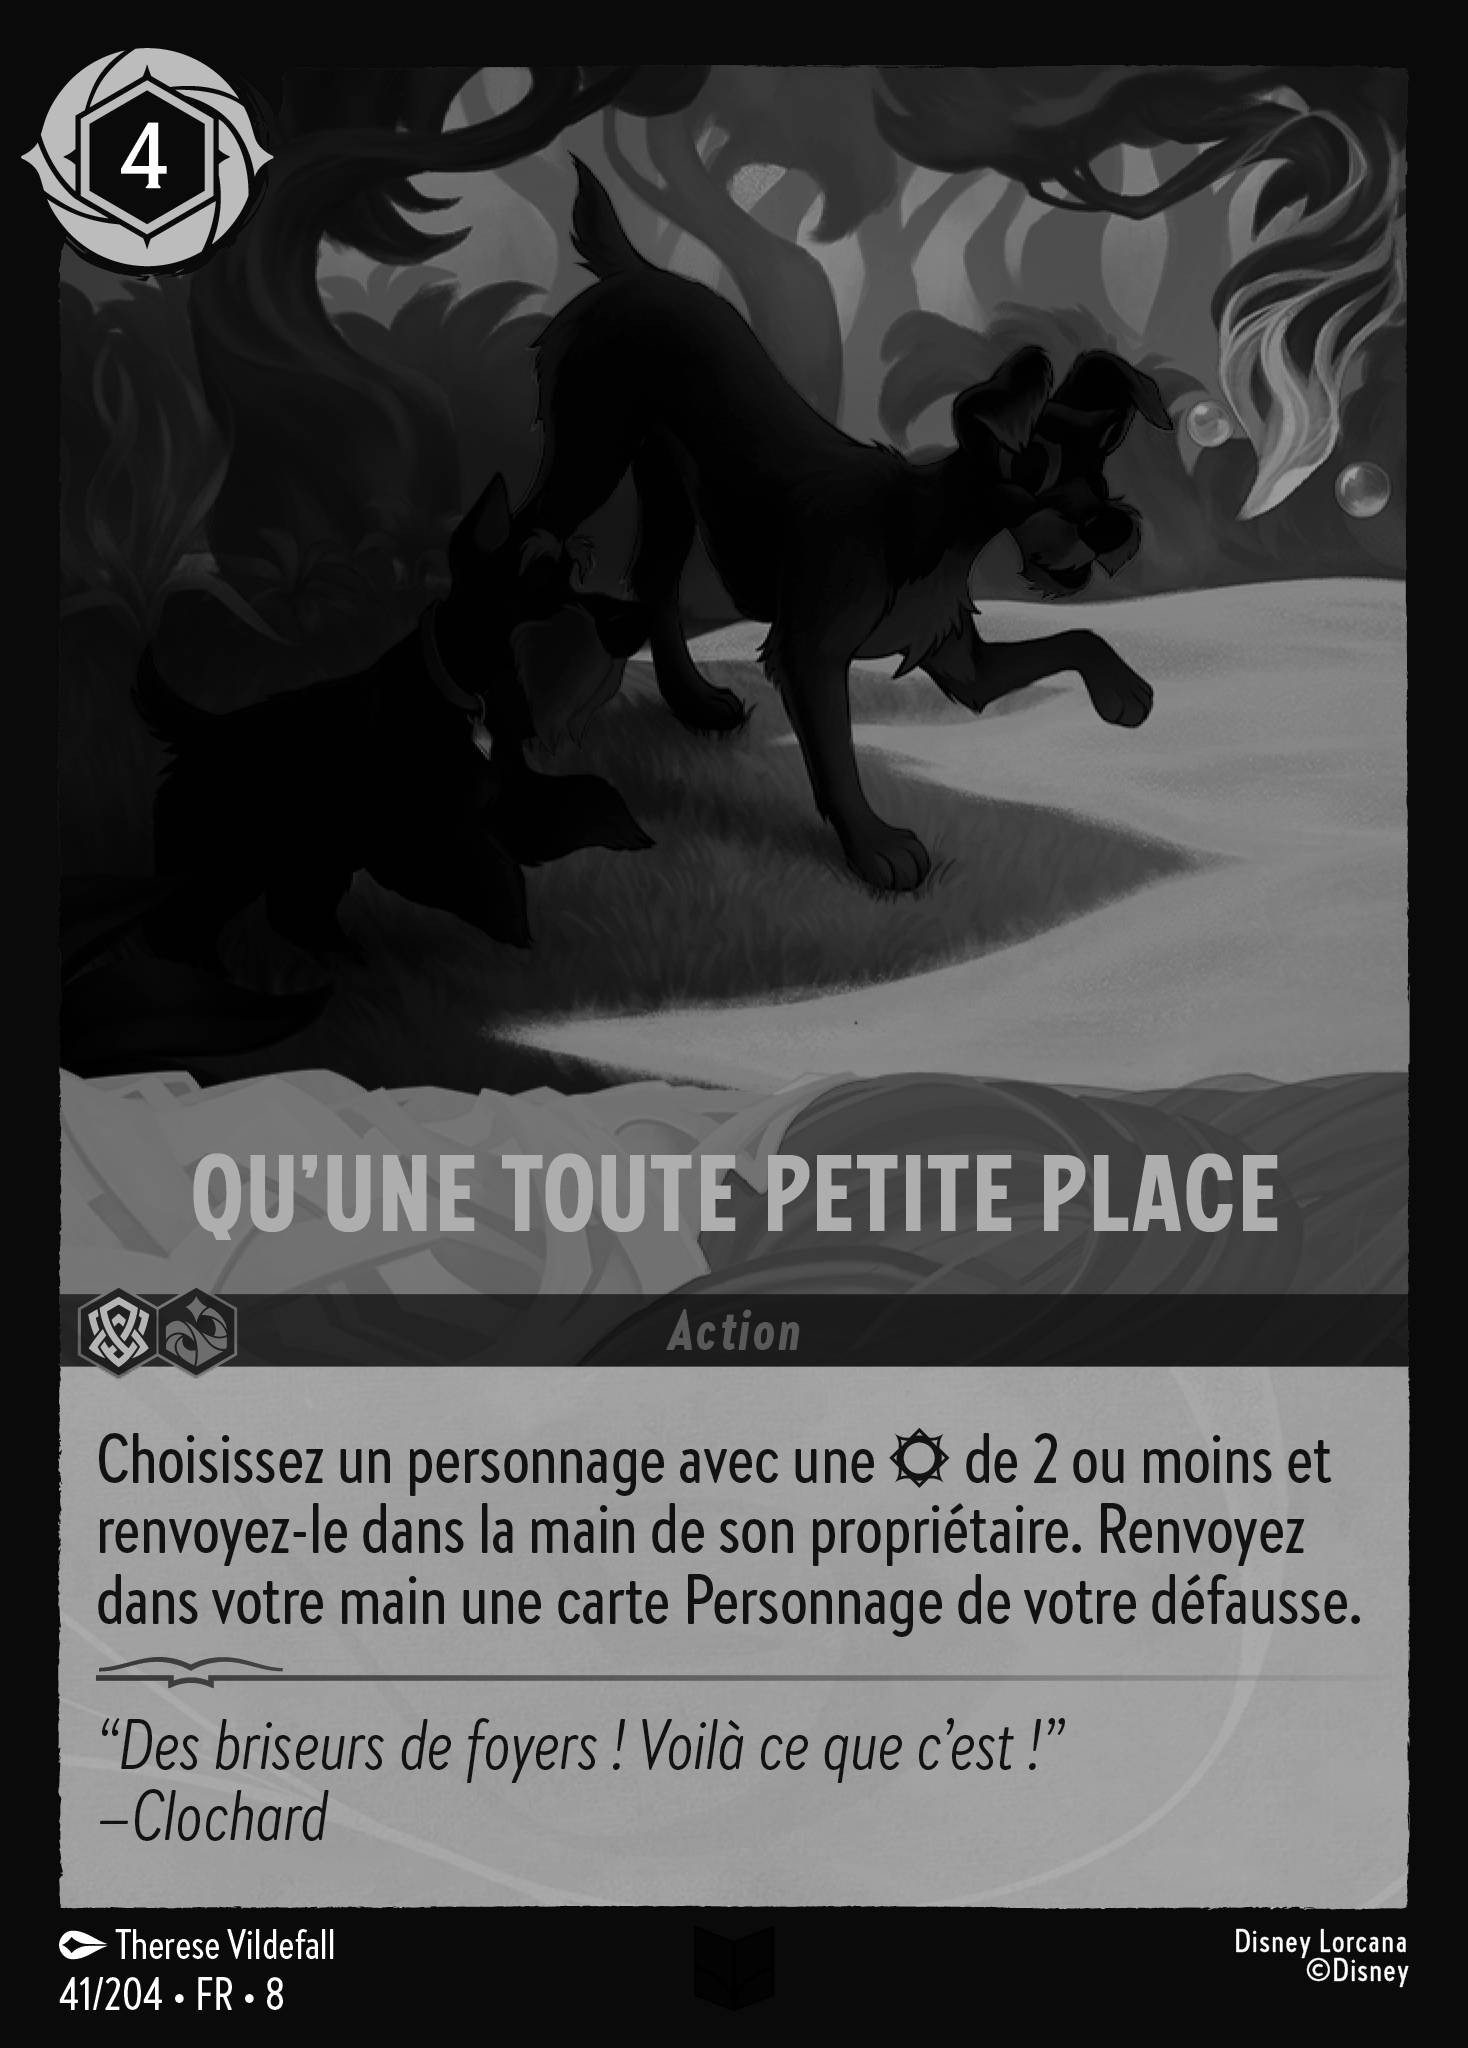 4
QU’UNE TOUTE PETITE PLACE
Action
Choisissez un personnage avec une de 2 ou moins et
renvoyez-le dans la main de son propriétaire. Renvoyez
dans votre main une carte Personnage de votre défausse.
“Des briseurs de foyers ! Voilà ce que c’est !”
–Clochard
Therese Vildefall
41/204 • FR • 8
Disney Lorcana
©Disney